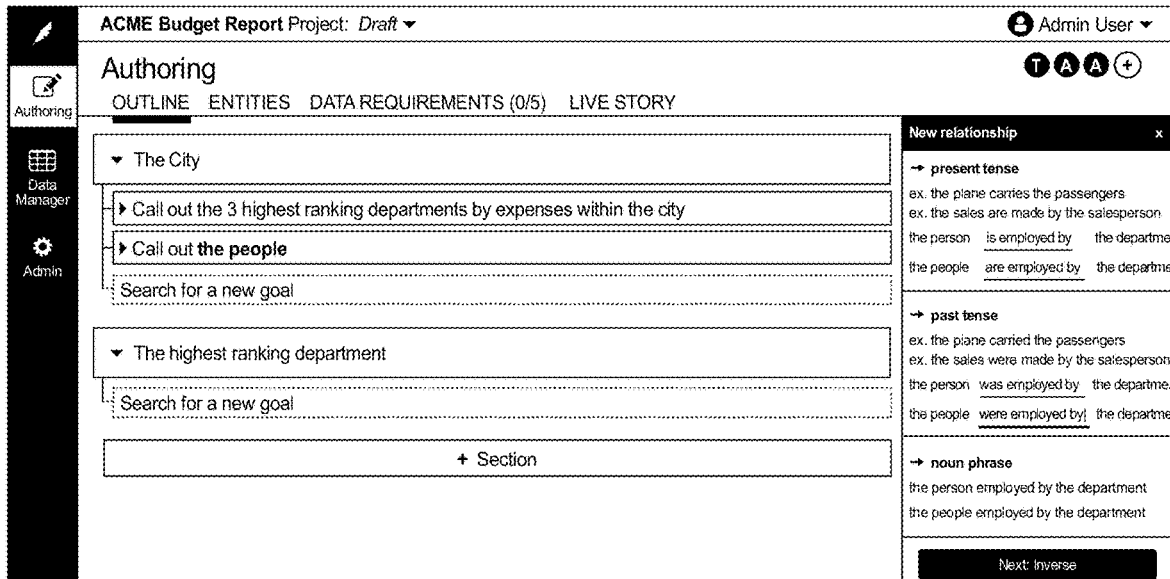 ACME Budget Report Project: Draft
Admin User
Authoring
T A A +
OUTLINE ENTITIES DATA REQUIREMENTS (0/5) LIVE STORY
Authoring
Data
Manager
Admin
The City
Call out the 3 highest ranking departments by expenses within the city
Call out the people
Search for a new goal
The highest ranking department
Search for a new goal
+ Section
New relationship x
→ present tense
ex. the plane carries the passengers
ex. the sales are made by the salesperson
the person is employed by the departme
the people are employed by the departme
→ past tense
ex. the plane carried the passengers
ex. the sales were made by the salesperson
the person was employed by the departme
the people were employed by the departme
→ noun phrase
the person employed by the department
the people employed by the department
Next: Inverse